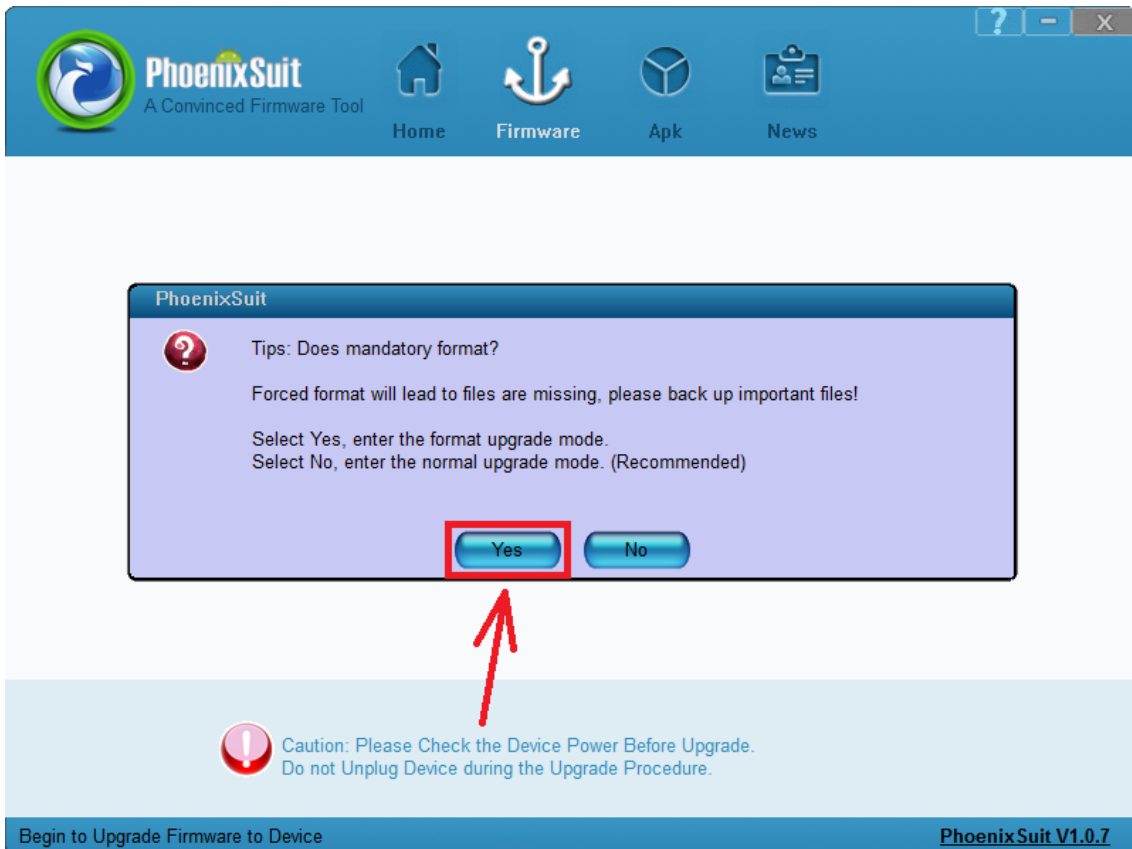 ? - X
PhoenixSuit
A Convinced Firmware Tool
Home Firmware Apk News
PhoenixSuit
Tips: Does mandatory format?
Forced format will lead to files are missing, please back up important files!
Select Yes, enter the format upgrade mode.
Select No, enter the normal upgrade mode. (Recommended)
Yes No
Caution: Please Check the Device Power Before Upgrade.
Do not Unplug Device during the Upgrade Procedure.
Begin to Upgrade Firmware to Device PhoenixSuit V1.0.7